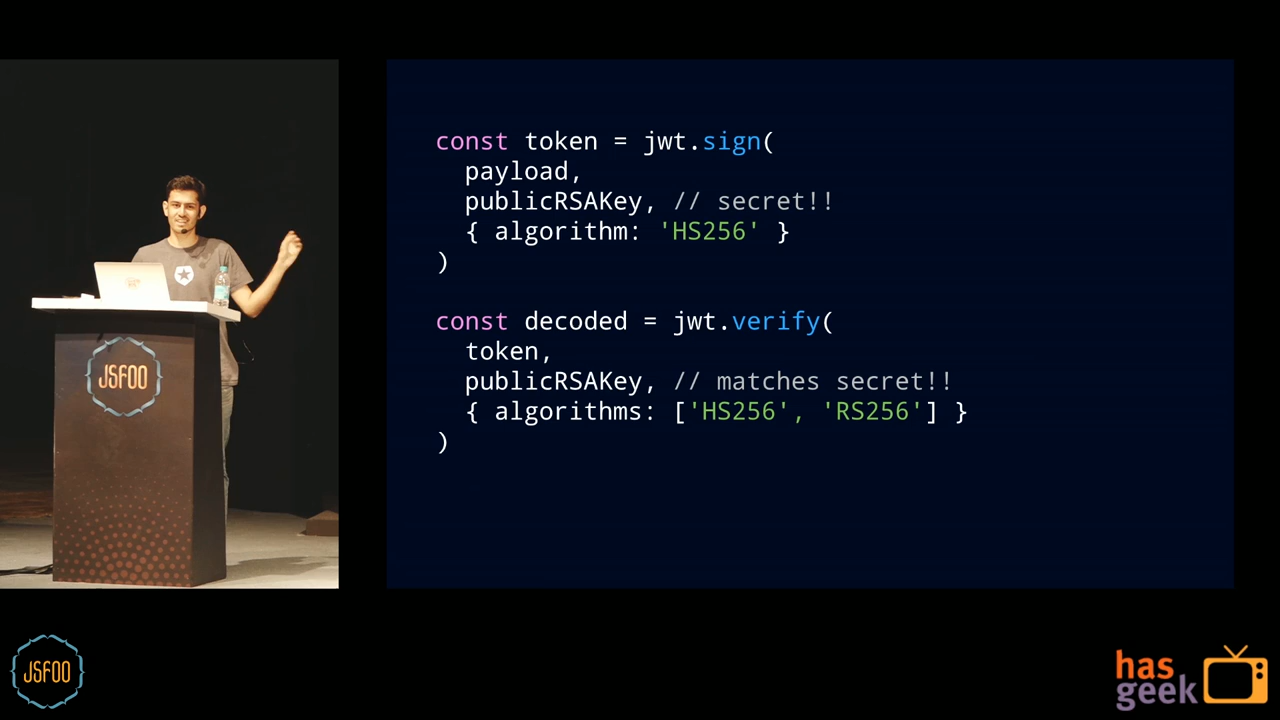 const token = jwt.sign(
  payload,
  publicRSAKey, // secret!!
  { algorithm: 'HS256' }
)
const decoded = jwt.verify(
  token,
  publicRSAKey, // matches secret!!
  { algorithms: ['HS256', 'RS256'] }
)
JSFOO
JSFOO
has
geek